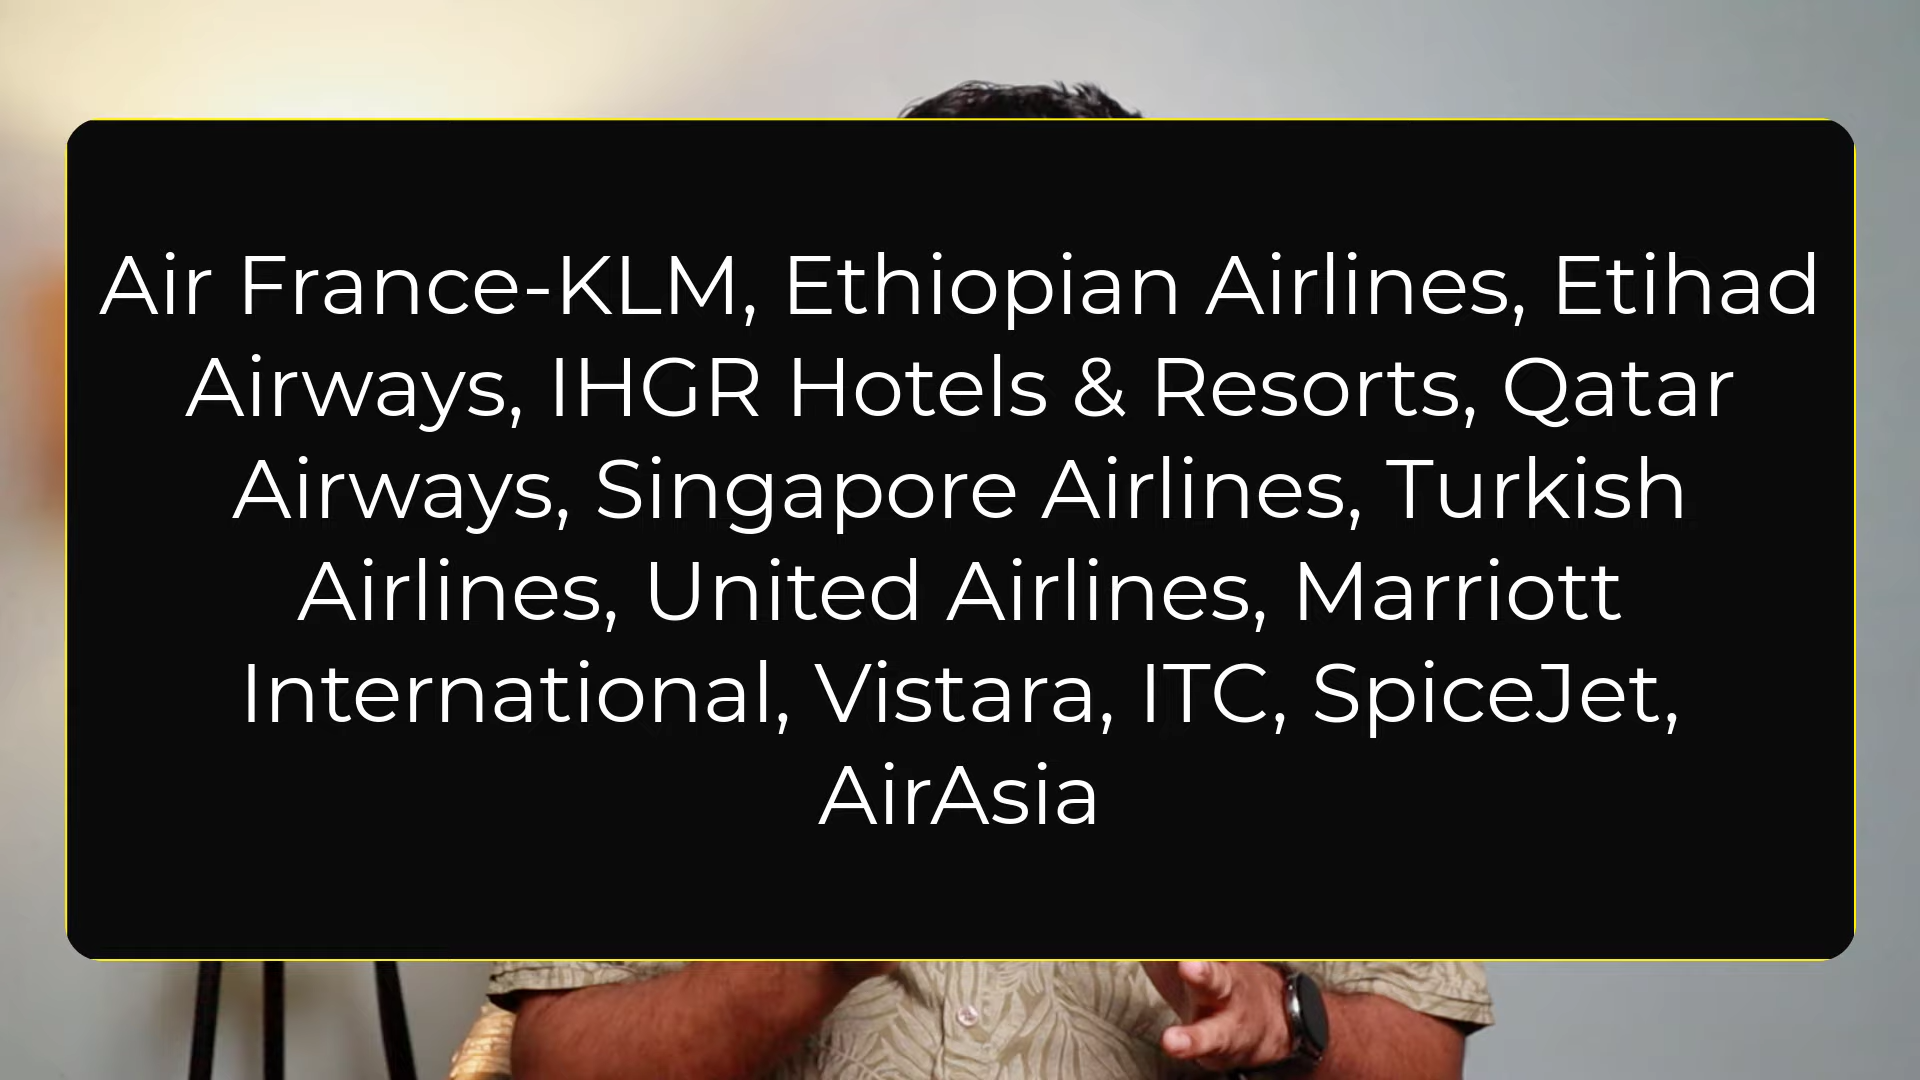 Air France-KLM, Ethiopian Airlines, Etihad
Airways, IHGR Hotels & Resorts, Qatar
Airways, Singapore Airlines, Turkish
Airlines, United Airlines, Marriott
International, Vistara, ITC, SpiceJet,
AirAsia